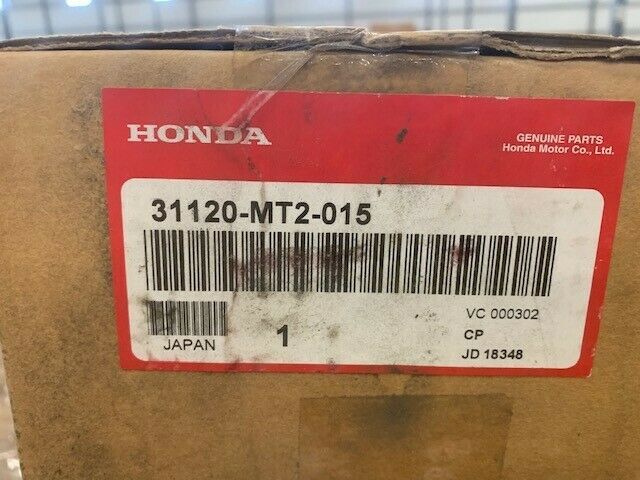 HONDA
GENUINE PARTS
Honda Motor Co., Ltd.
31120-MT2-015
VC 000302
JAPAN
1
CP
JD 18348